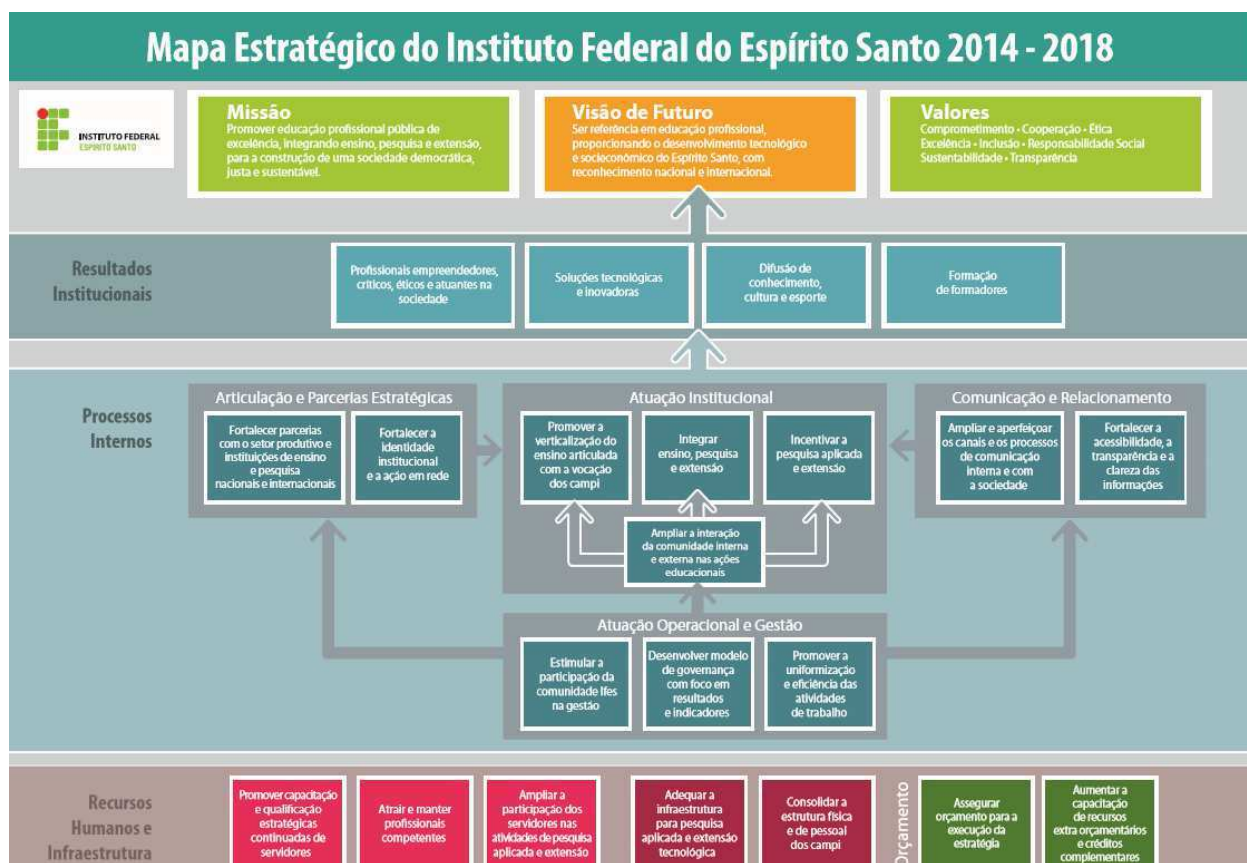 Mapa Estratégico do Instituto Federal do Espírito Santo 2014 - 2018
INSTITUTO FEDERAL
ESPÍRITO SANTO
Missão
Promover educação profissional pública de
excelência, integrando ensino, pesquisa e extensão,
para a construção de uma sociedade democrática,
justa e sustentável.
Visão de Futuro
Ser referência em educação profissional,
proporcionando o desenvolvimento tecnológico
e socieconômico do Espírito Santo, com
reconhecimento nacional e internacional.
Valores
Comprometimento • Cooperação • Ética
Excelência • Inclusão • Responsabilidade Social
Sustentabilidade • Transparência
Resultados
Institucionais
Profissionais empreendedores,
críticos, éticos e atuantes na
sociedade
Soluções tecnológicas
e inovadoras
Difusão de
conhecimento,
cultura e esporte
Formação
de formadores
Processos
Internos
Articulação e Parcerias Estratégicas
Fortalecer parcerias
com o setor produtivo e
instituições de ensino
e pesquisa
nacionais e internacionais
Fortalecer a
identidade
institucional
e a ação em rede
Atuação Institucional
Promover a
verticalização do
ensino articulada
com a vocação
dos campi
Integrar
ensino, pesquisa
e extensão
Incentivar a
pesquisa aplicada
e extensão
Ampliar a interação
da comunidade interna
e externa nas ações
educacionais
Comunicação e Relacionamento
Ampliar e aperfeiçoar
os canais e os processos
de comunicação
interna e com
a sociedade
Fortalecer a
acessibilidade, a
transparência e a
clareza das
informações
Atuação Operacional e Gestão
Estimular a
participação da
comunidade Ifes
na gestão
Desenvolver modelo
de governança
com foco em
resultados
e indicadores
Promover a
uniformização
e eficiência das
atividades
de trabalho
Recursos
Humanos e
Infraestrutura
Promover capacitação
e qualificação
estratégicas
continuadas de
servidores
Atrair e manter
profissionais
competentes
Ampliar a
participação dos
servidores nas
atividades de pesquisa
aplicada e extensão
Adequar a
infraestrutura
para pesquisa
aplicada e extensão
tecnológica
Consolidar a
estrutura física
e de pessoal
dos campi
Orçamento
Assegurar
orçamento para a
execução da
estratégia
Aumentar a
capacitação
de recursos
extra orçamentários
e créditos
complementares